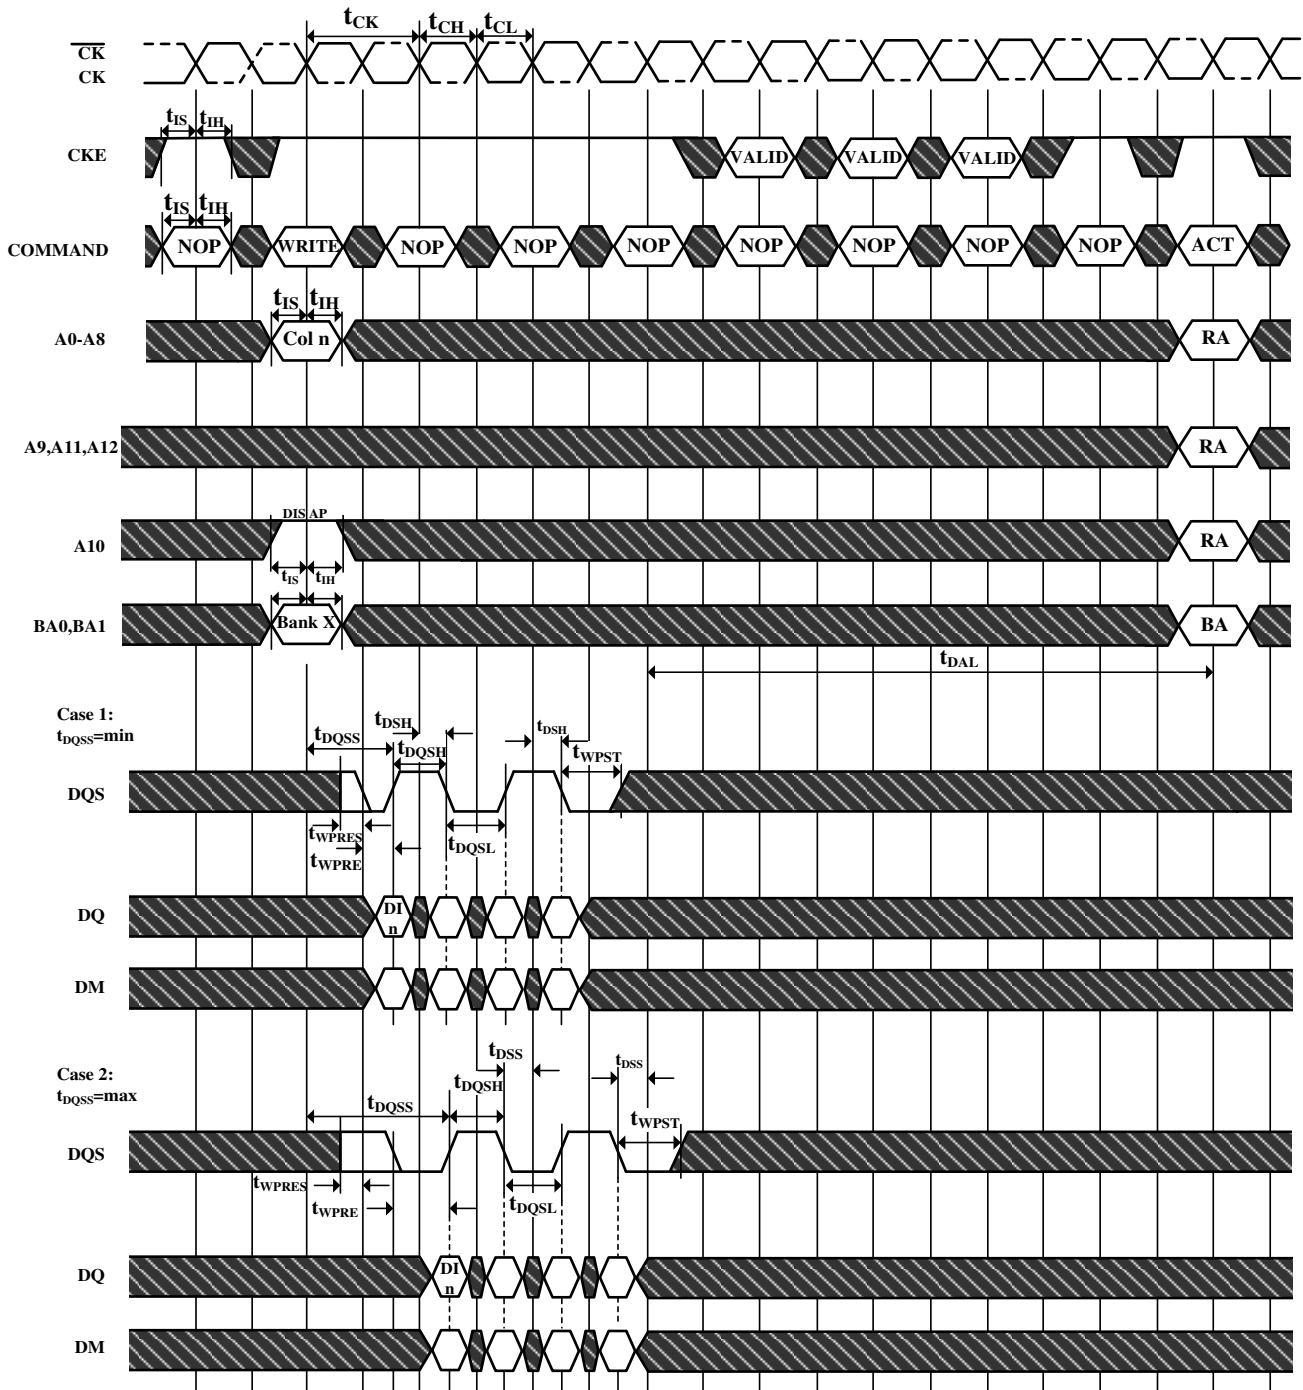 tCK tCH tCL
CK
CK
tIS tIH
CKE VALID VALID VALID
tIS tIH
COMMAND NOP WRITE NOP NOP NOP NOP NOP NOP NOP ACT
tIS tIH
A0-A8 Col n RA
A9,A11,A12 RA
DIS AP
A10 RA
tIS tIH
BA0,BA1 Bank X BA
tDAL
Case 1:
tDQSS=min
tDSH tDSH
tDQSS tDQSH tWPST
DQS
tWPRES
tWPRE tDQSL
DQ DI
n
DM
Case 2:
tDQSS=max
tDSS tDSS
tDQSS tDQSH tWPST
DQS
tWPRES
tWPRE tDQSL
DQ DI
n
DM